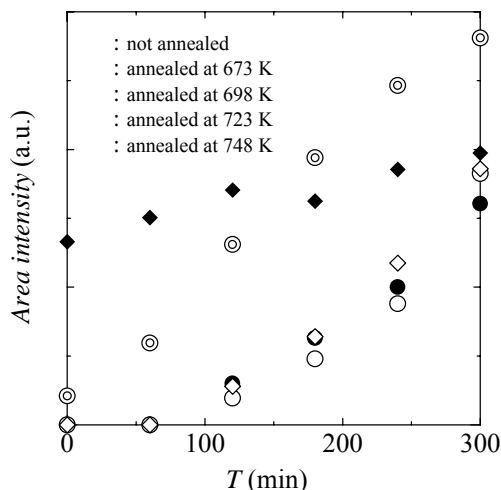 : not annealed
: annealed at 673 K
: annealed at 698 K
: annealed at 723 K
: annealed at 748 K
Area intensity (a.u.)
0 100 200 300
T (min)